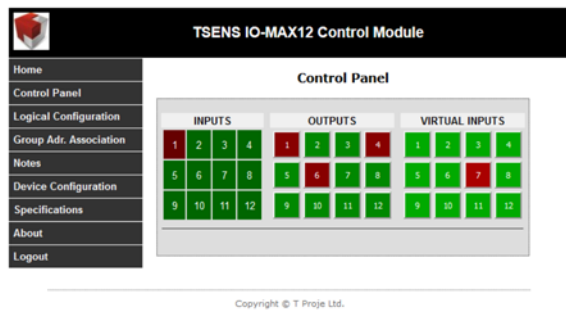 TSENS IO-MAX12 Control Module
Home
Control Panel
Logical Configuration
Group Adr. Association
Notes
Device Configuration
Specifications
About
Logout
Control Panel
INPUTS OUTPUTS VIRTUAL INPUTS
1 2 3 4 1 2 3 4 1 2 3 4
5 6 7 8 5 6 7 8 5 6 7 8
9 10 11 12 9 10 11 12 9 10 11 12
Copyright © T Proje Ltd.